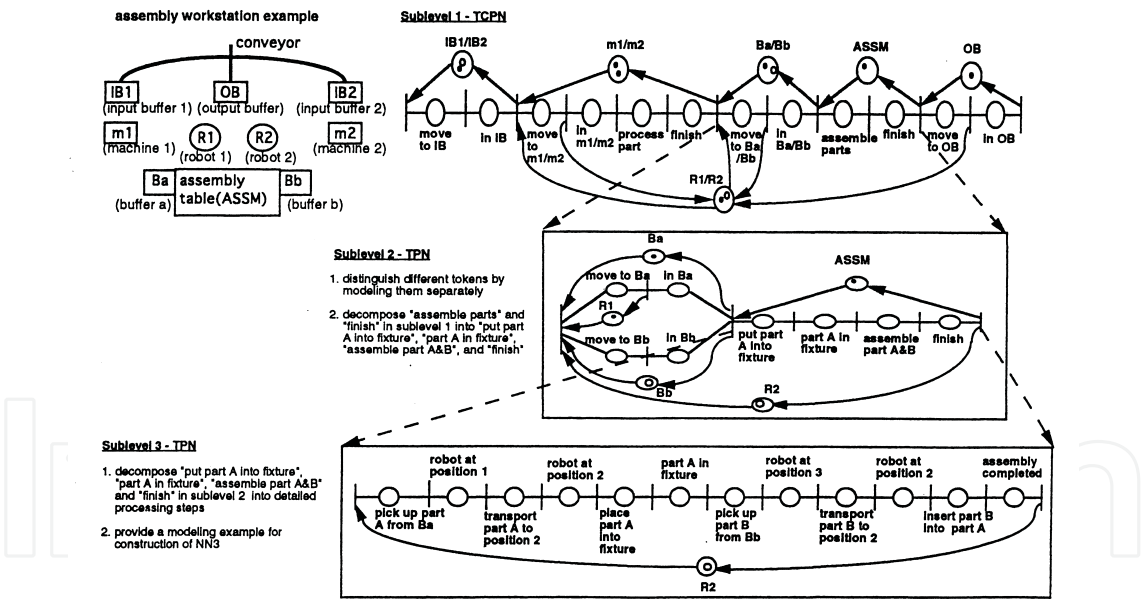 assembly workstation example
conveyor
IB1
OB
IB2
(input buffer 1)
(output buffer)
(input buffer 2)
m1
R1
R2
m2
(machine 1)
(robot 1)
(robot 2)
(machine 2)
Ba
assembly
table(ASSM)
Bb
(buffer a)
(buffer b)
Sublevel 1 - TCPN
IB1/IB2
m1/m2
Ba/Bb
ASSM
OB
move
to IB
in IB
move
to
m1/m2
in
m1/m2
process
part
finish
move
to Ba
/Bb
in
Ba/Bb
assemble
parts
finish
move
to OB
in OB
R1/R2
Sublevel 2 - TPN
1. distinguish different tokens by
modeling them separately
2. decompose "assemble parts" and
"finish" in sublevel 1 into "put part
A into fixture", "part A in fixture",
"assemble part A&B", and "finish"
Ba
move to Ba
in Ba
R1
move to Bb
in Bb
Bb
ASSM
put part
A into
fixture
part A in
fixture
assemble
part A&B
finish
R2
Sublevel 3 - TPN
1. decompose "put part A into fixture",
"part A in fixture", "assemble part A&B"
and "finish" in sublevel 2 into detailed
processing steps
2. provide a modeling example for
construction of NN3
robot at
position 1
robot at
position 2
part A in
fixture
robot at
position 3
robot at
position 2
assembly
completed
pick up part
A from Ba
transport
part A to
position 2
place
part A
into
fixture
pick up
part B
from Bb
transport
part B to
position 2
insert part B
into part A
R2